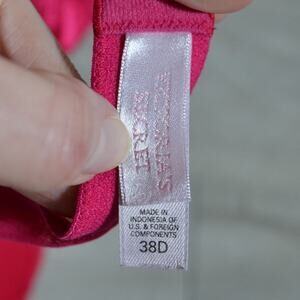 VICTORIA'S
SECRET
MADE IN
INDONESIA OF
U.S. & FOREIGN
COMPONENTS
38D